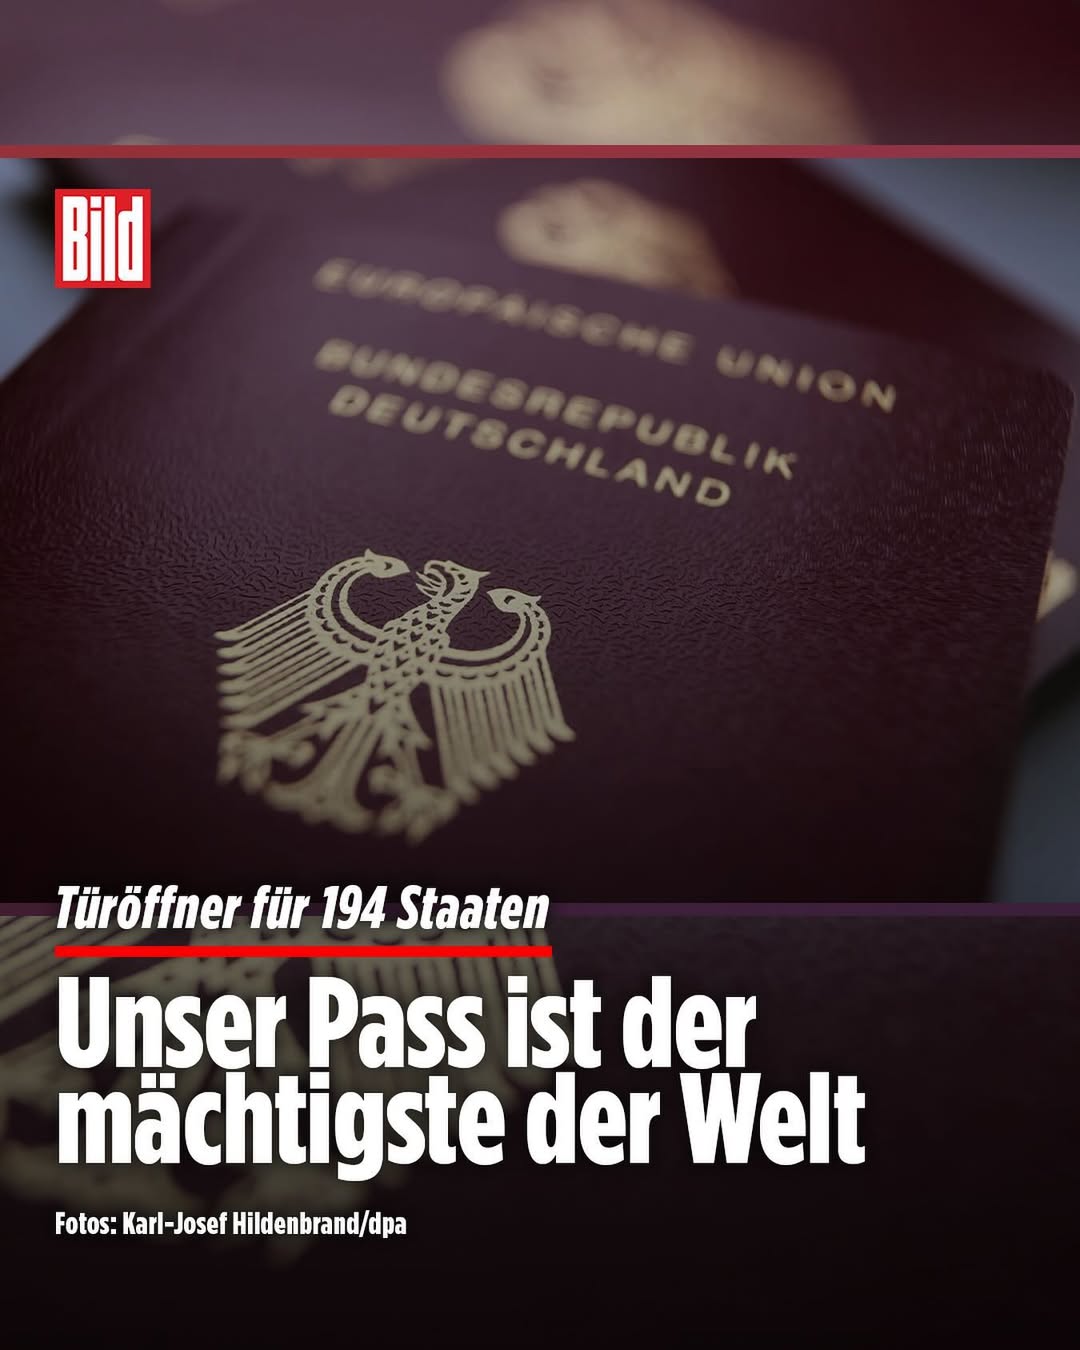 Bild
EUROPÄISCHE UNION
BUNDESREPUBLIK
DEUTSCHLAND
Türöffner für 194 Staaten
Unser Pass ist der
mächtigste der Welt
Fotos: Karl-Josef Hildenbrand/dpa